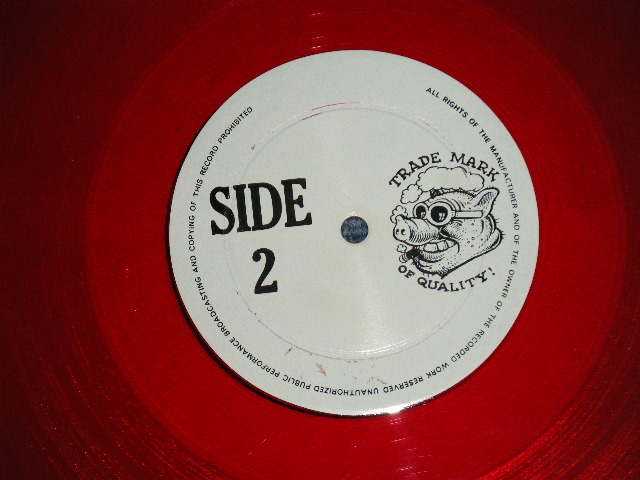 SIDE
2
TRADE MARK
OF QUALITY!
ALL RIGHTS OF THE MANUFACTURER AND OF THE OWNER OF THE RECORDED WORK RESERVED UNAUTHORIZED PUBLIC PERFORMANCE BROADCASTING AND COPYING OF THIS RECORD PROHIBITED